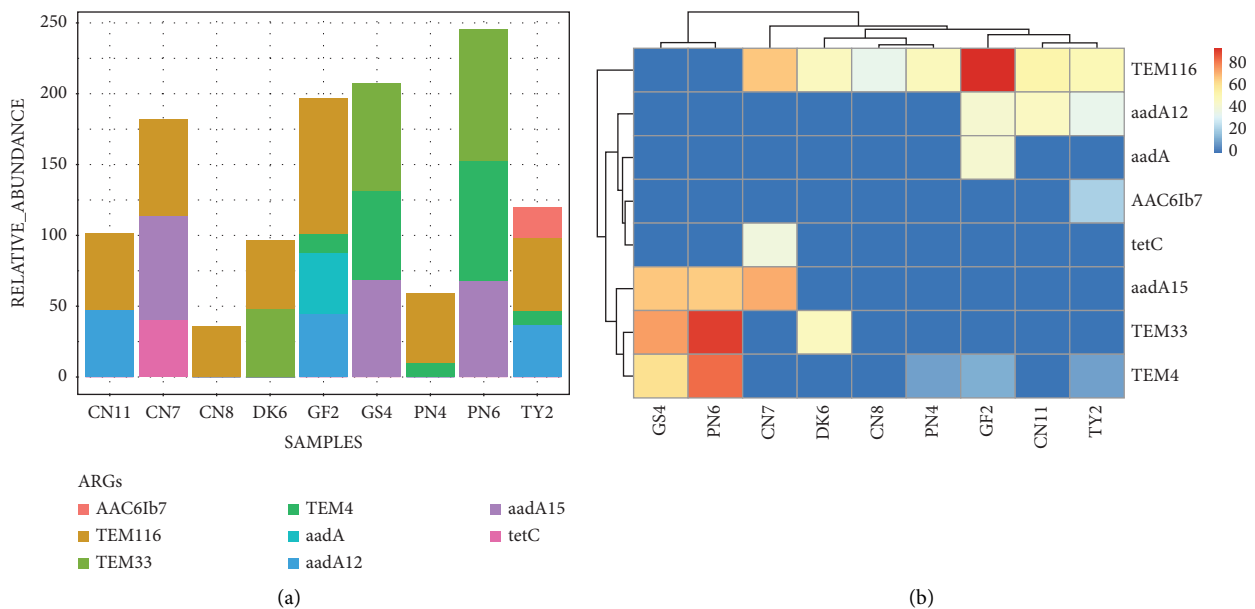 250
200
150
100
50
0
RELATIVE_ABUNDANCE
CN11 CN7 CN8 DK6 GF2 GS4 PN4 PN6 TY2
SAMPLES
ARGs
AAC6Ib7 TEM4 aadA15
TEM116 aadA tetC
TEM33 aadA12
(a)
TEM116
aadA12
aadA
AAC6Ib7
tetC
aadA15
TEM33
TEM4
80
60
40
20
0
GS4 PN6 CN7 DK6 CN8 PN4 GF2 CN11 TY2
(b)